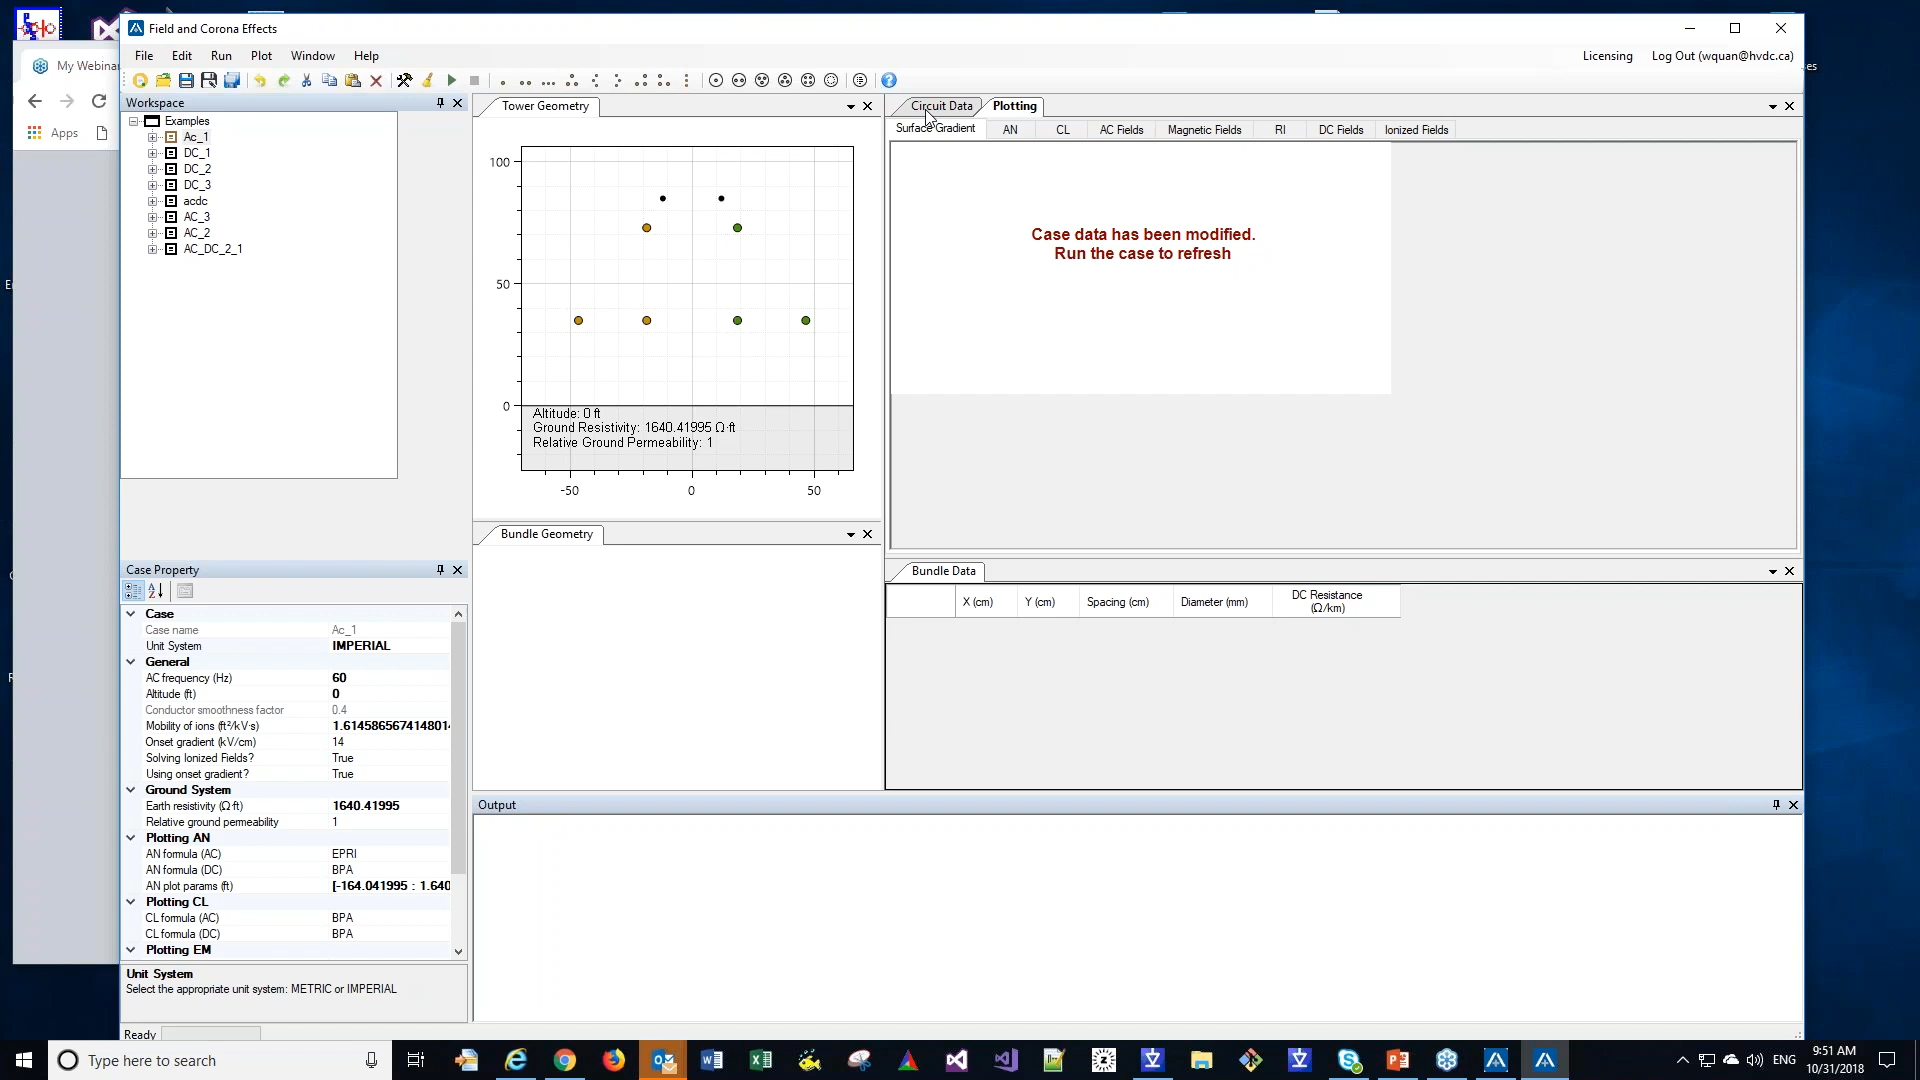 Field and Corona Effects
My Webinar
File Edit Run Plot Window Help
Licensing Log Out (wquan@hvdc.ca)
Apps
Workspace
Examples
Ac_1
DC_1
DC_2
DC_3
acdc
AC_3
AC_2
AC_DC_2_1
Tower Geometry
100
50
0
Altitude: 0 ft
Ground Resistivity: 1640.41995 Ω·ft
Relative Ground Permeability: 1
-50 0 50
Circuit Data Plotting
Surface Gradient AN CL AC Fields Magnetic Fields RI DC Fields Ionized Fields
Case data has been modified.
Run the case to refresh
Bundle Geometry
Bundle Data
X (cm) Y (cm) Spacing (cm) Diameter (mm) DC Resistance
(Ω/km)
Case Property
Case
Case name Ac_1
Unit System IMPERIAL
General
AC frequency (Hz) 60
Altitude (ft) 0
Conductor smoothness factor 0.4
Mobility of ions (ft²/kV·s) 1.6145865674148014
Onset gradient (kV/cm) 14
Solving Ionized Fields? True
Using onset gradient? True
Ground System
Earth resistivity (Ω·ft) 1640.41995
Relative ground permeability 1
Plotting AN
AN formula (AC) EPRI
AN formula (DC) BPA
AN plot params (ft) [-164.041995 : 1.640
Plotting CL
CL formula (AC) BPA
CL formula (DC) BPA
Plotting EM
Unit System
Select the appropriate unit system: METRIC or IMPERIAL
Output
Ready
Type here to search
ENG
9:51 AM
10/31/2018